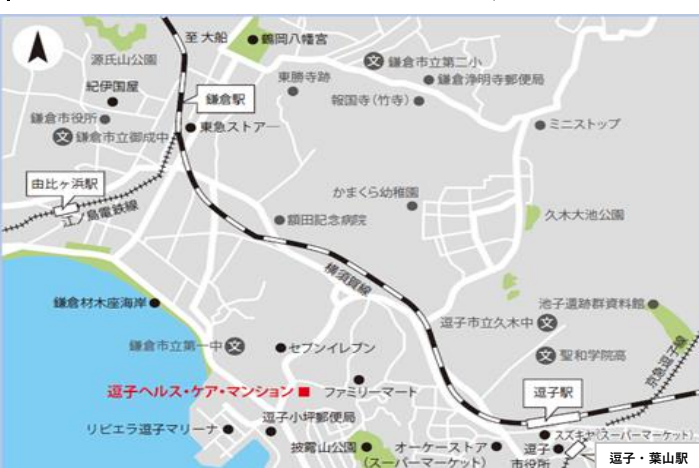 至 大船
鶴岡八幡宮
源氏山公園
文 鎌倉市立第二小
紀伊国屋
東勝寺跡
鎌倉浄明寺郵便局
鎌倉駅
報国寺(竹寺)
鎌倉市役所
文 鎌倉市立御成中
東急ストアー
ミニストップ
由比ヶ浜駅
かまくら幼稚園
江ノ島電鉄線
額田記念病院
久木大池公園
横須賀線
鎌倉材木座海岸
池子遺跡群資料館
逗子市立久木中 文
鎌倉市立第一中 文
セブンイレブン
文 聖和学院高
京急逗子線
逗子ヘルス・ケア・マンション
ファミリーマート
逗子駅
リビエラ逗子マリーナ
逗子小坪郵便局
スズキヤ(スーパーマーケット)
披露山公園
オーケーストア
(スーパーマーケット)
逗子
市役所
逗子・葉山駅